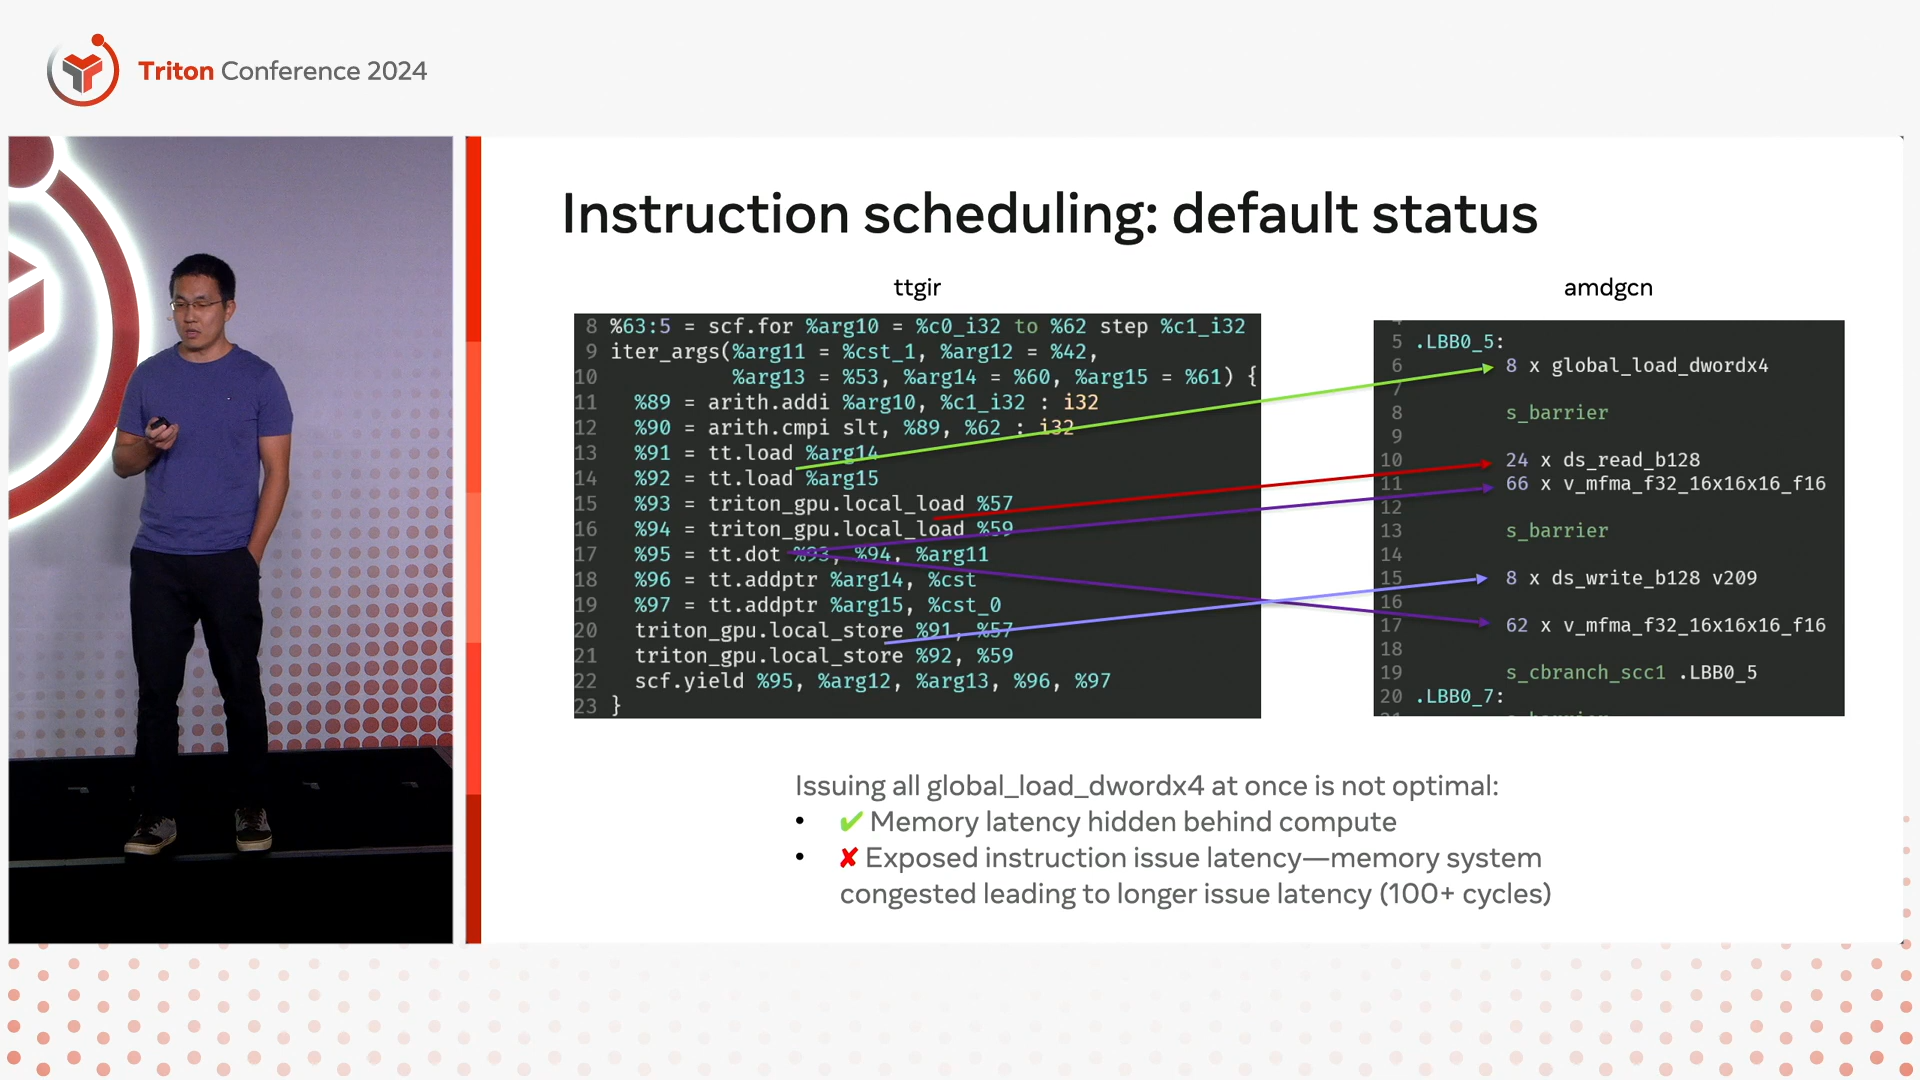 Triton Conference 2024
Instruction scheduling: default status
ttgir
8 %63:5 = scf.for %arg10 = %c0_i32 to %62 step %c1_i32
9 iter_args(%arg11 = %cst_1, %arg12 = %42,
10 %arg13 = %53, %arg14 = %60, %arg15 = %61) {
11 %89 = arith.addi %arg10, %c1_i32 : i32
12 %90 = arith.cmpi slt, %89, %62 : i32
13 %91 = tt.load %arg14
14 %92 = tt.load %arg15
15 %93 = triton_gpu.local_load %57
16 %94 = triton_gpu.local_load %59
17 %95 = tt.dot %93, %94, %arg11
18 %96 = tt.addptr %arg14, %cst
19 %97 = tt.addptr %arg15, %cst_0
20 triton_gpu.local_store %91, %57
21 triton_gpu.local_store %92, %59
22 scf.yield %95, %arg12, %arg13, %96, %97
23 }
amdgcn
5 .LBB0_5:
6 8 x global_load_dwordx4
7
8 s_barrier
9
10 24 x ds_read_b128
11 66 x v_mfma_f32_16x16x16_f16
12
13 s_barrier
14
15 8 x ds_write_b128 v209
16
17 62 x v_mfma_f32_16x16x16_f16
18
19 s_cbranch_scc1 .LBB0_5
20 .LBB0_7:
Issuing all global_load_dwordx4 at once is not optimal:
• ✔ Memory latency hidden behind compute
• ✘ Exposed instruction issue latency—memory system
congested leading to longer issue latency (100+ cycles)